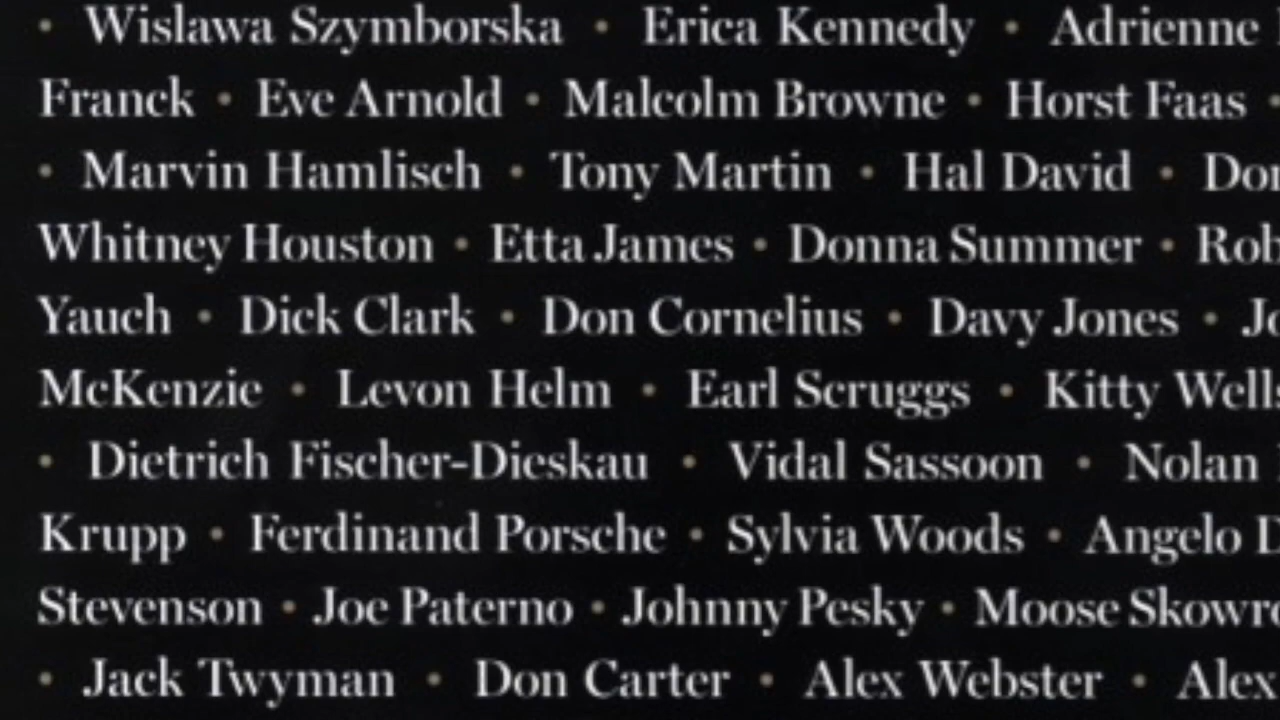 • Wislawa Szymborska • Erica Kennedy • Adrienne
Franck • Eve Arnold • Malcolm Browne • Horst Faas •
• Marvin Hamlisch • Tony Martin • Hal David •
Whitney Houston • Etta James • Donna Summer •
Yauch • Dick Clark • Don Cornelius • Davy Jones •
McKenzie • Levon Helm • Earl Scruggs • Kitty Wells
• Dietrich Fischer-Dieskau • Vidal Sassoon • Nolan
Krupp • Ferdinand Porsche • Sylvia Woods • Angelo
Stevenson • Joe Paterno • Johnny Pesky • Moose
• Jack Twyman • Don Carter • Alex Webster • Alex